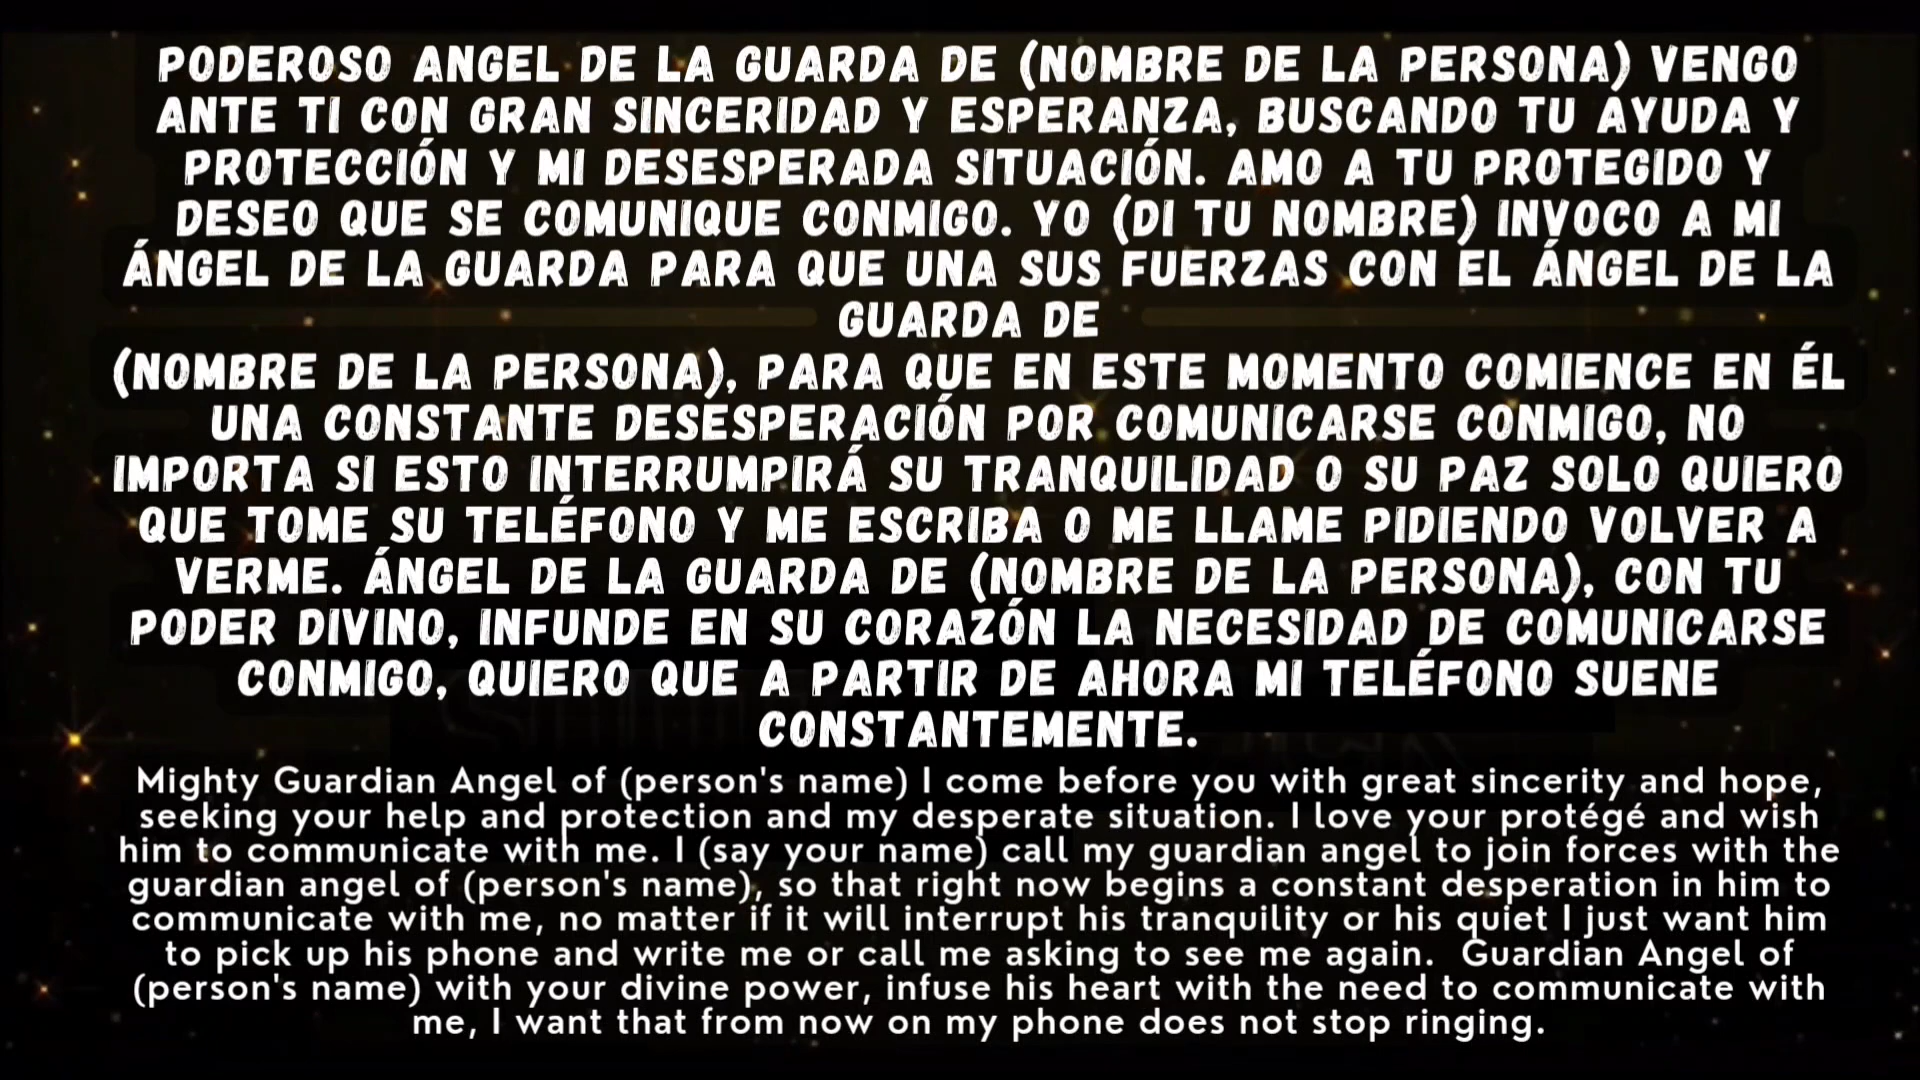 PODEROSO ANGEL DE LA GUARDA DE (NOMBRE DE LA PERSONA) VENGO
ANTE TI CON GRAN SINCERIDAD Y ESPERANZA, BUSCANDO TU AYUDA Y
PROTECCIÓN Y MI DESESPERADA SITUACIÓN. AMO A TU PROTEGIDO Y
DESEO QUE SE COMUNIQUE CONMIGO. YO (DI TU NOMBRE) INVOCO A MI
ÁNGEL DE LA GUARDA PARA QUE UNA SUS FUERZAS CON EL ÁNGEL DE LA
GUARDA DE
(NOMBRE DE LA PERSONA), PARA QUE EN ESTE MOMENTO COMIENCE EN ÉL
UNA CONSTANTE DESESPERACIÓN POR COMUNICARSE CONMIGO, NO
IMPORTA SI ESTO INTERRUMPIRÁ SU TRANQUILIDAD O SU PAZ SOLO QUIERO
QUE TOME SU TELÉFONO Y ME ESCRIBA O ME LLAME PIDIENDO VOLVER A
VERME. ÁNGEL DE LA GUARDA DE (NOMBRE DE LA PERSONA), CON TU
PODER DIVINO, INFUNDE EN SU CORAZÓN LA NECESIDAD DE COMUNICARSE
CONMIGO, QUIERO QUE A PARTIR DE AHORA MI TELÉFONO SUENE
CONSTANTEMENTE.
Mighty Guardian Angel of (person's name) I come before you with great sincerity and hope,
seeking your help and protection and my desperate situation. I love your protégé and wish
him to communicate with me. I (say your name) call my guardian angel to join forces with the
guardian angel of (person's name), so that right now begins a constant desperation in him to
communicate with me, no matter if it will interrupt his tranquility or his quiet I just want him
to pick up his phone and write me or call me asking to see me again. Guardian Angel of
(person's name) with your divine power, infuse his heart with the need to communicate with
me, I want that from now on my phone does not stop ringing.